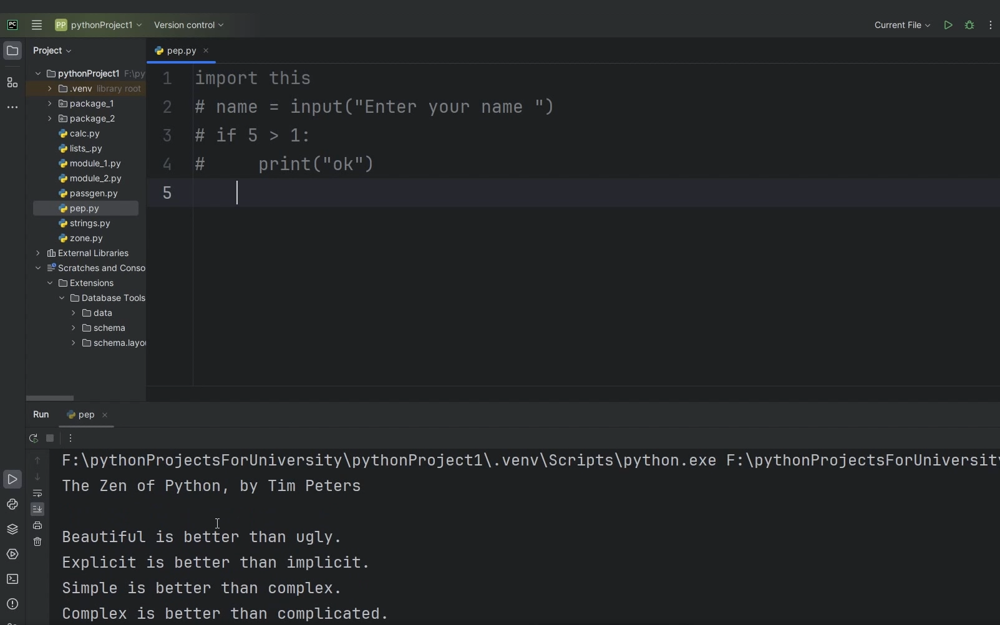 PC
PP pythonProject1 Version control
Current File
Project
pep.py
pythonProject1 F:\py
.venv library root
package_1
package_2
calc.py
lists_.py
module_1.py
module_2.py
passgen.py
pep.py
strings.py
zone.py
External Libraries
Scratches and Conso
Extensions
Database Tools
data
schema
schema.layou
1 import this
2 # name = input("Enter your name ")
3 # if 5 > 1:
4 #     print("ok")
5
Run pep
F:\pythonProjectsForUniversity\pythonProject1\.venv\Scripts\python.exe F:\pythonProjectsForUniversity
The Zen of Python, by Tim Peters
Beautiful is better than ugly.
Explicit is better than implicit.
Simple is better than complex.
Complex is better than complicated.